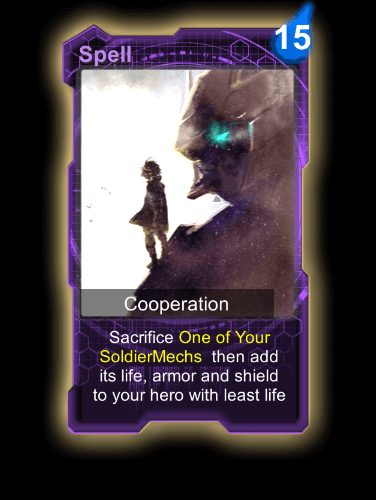 15
Spell
Cooperation
Sacrifice One of Your
SoldierMechs then add
its life, armor and shield
to your hero with least life